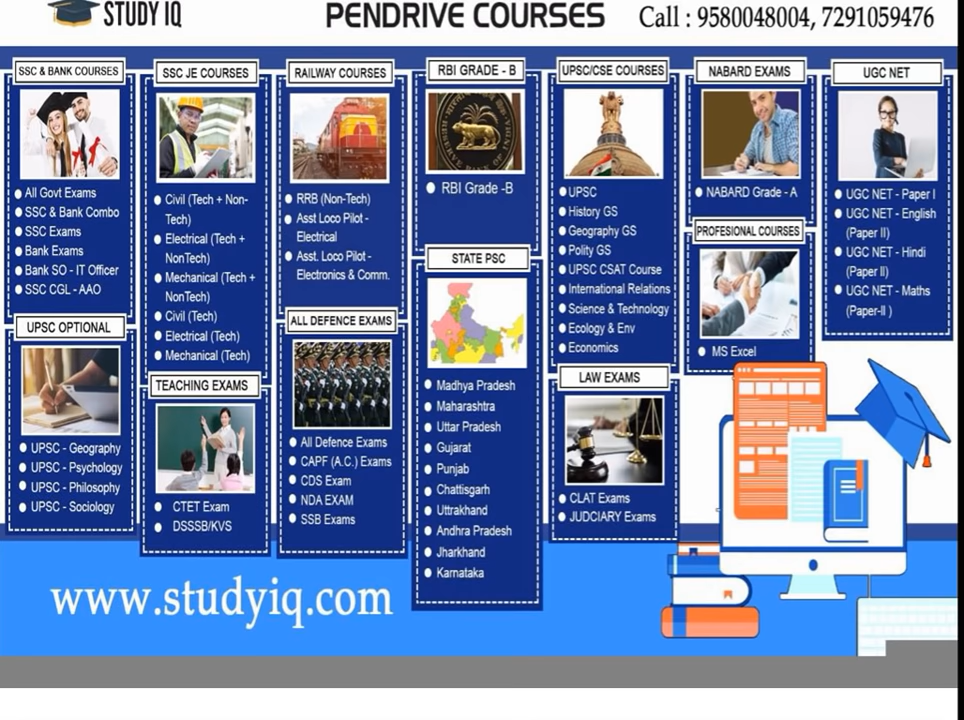 STUDY IQ
PENDRIVE COURSES
Call : 9580048004, 7291059476
SSC & BANK COURSES
All Govt Exams
SSC & Bank Combo
SSC Exams
Bank Exams
Bank SO - IT Officer
SSC CGL - AAO
UPSC OPTIONAL
UPSC - Geography
UPSC - Psychology
UPSC - Philosophy
UPSC - Sociology
SSC JE COURSES
Civil (Tech + Non-
Tech)
Electrical (Tech +
NonTech)
Mechanical (Tech +
NonTech)
Civil (Tech)
Electrical (Tech)
Mechanical (Tech)
TEACHING EXAMS
CTET Exam
DSSSB/KVS
RAILWAY COURSES
RRB (Non-Tech)
Asst Loco Pilot -
Electrical
Asst. Loco Pilot -
Electronics & Comm.
ALL DEFENCE EXAMS
All Defence Exams
CAPF (A.C.) Exams
CDS Exam
NDA EXAM
SSB Exams
RBI GRADE - B
RBI Grade -B
STATE PSC
Madhya Pradesh
Maharashtra
Uttar Pradesh
Gujarat
Punjab
Chattisgarh
Uttrakhand
Andhra Pradesh
Jharkhand
Karnataka
UPSC/CSE COURSES
UPSC
History GS
Geography GS
Polity GS
UPSC CSAT Course
International Relations
Science & Technology
Ecology & Env
Economics
LAW EXAMS
CLAT Exams
JUDCIARY Exams
NABARD EXAMS
NABARD Grade - A
PROFESIONAL COURSES
MS Excel
UGC NET
UGC NET - Paper I
UGC NET - English
(Paper II)
UGC NET - Hindi
(Paper II)
UGC NET - Maths
(Paper-II )
www.studyiq.com